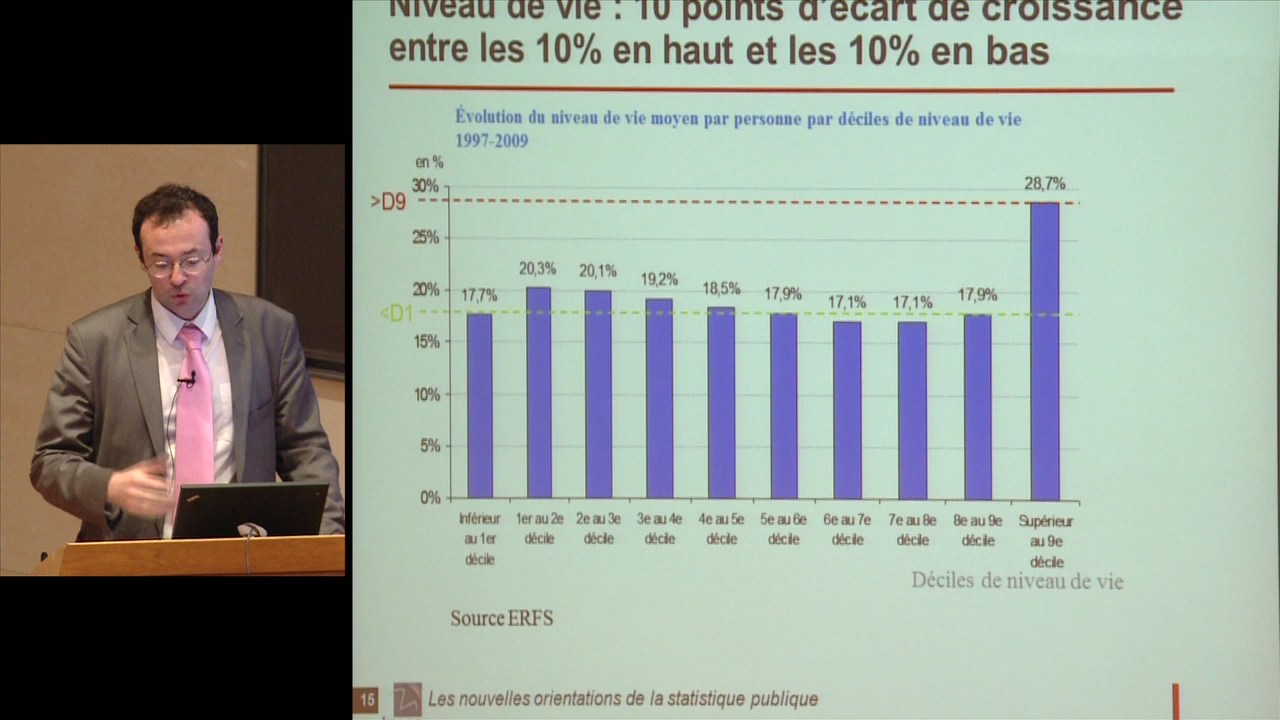 Niveau de vie : 10 points d'écart de croissance
entre les 10% en haut et les 10% en bas
Évolution du niveau de vie moyen par personne par déciles de niveau de vie
1997-2009
en %
30%
>D9
25%
20%
<D1
15%
10%
5%
0%
17,7%
20,3%
20,1%
19,2%
18,5%
17,9%
17,1%
17,1%
17,9%
28,7%
Inférieur au 1er décile
1er au 2e décile
2e au 3e décile
3e au 4e décile
4e au 5e décile
5e au 6e décile
6e au 7e décile
7e au 8e décile
8e au 9e décile
Supérieur au 9e décile
Déciles de niveau de vie
Source ERFS
15
Les nouvelles orientations de la statistique publique